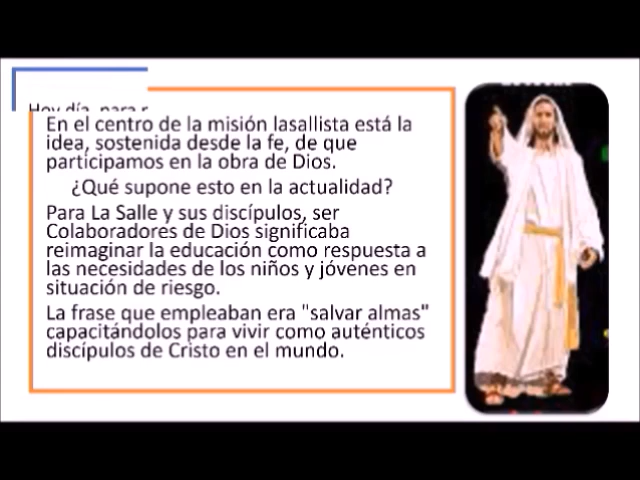 Hoy día, para
En el centro de la misión lasallista está la
idea, sostenida desde la fe, de que
participamos en la obra de Dios.
¿Qué supone esto en la actualidad?
Para La Salle y sus discípulos, ser
Colaboradores de Dios significaba
reimaginar la educación como respuesta a
las necesidades de los niños y jóvenes en
situación de riesgo.
La frase que empleaban era "salvar almas"
capacitándolos para vivir como auténticos
discípulos de Cristo en el mundo.